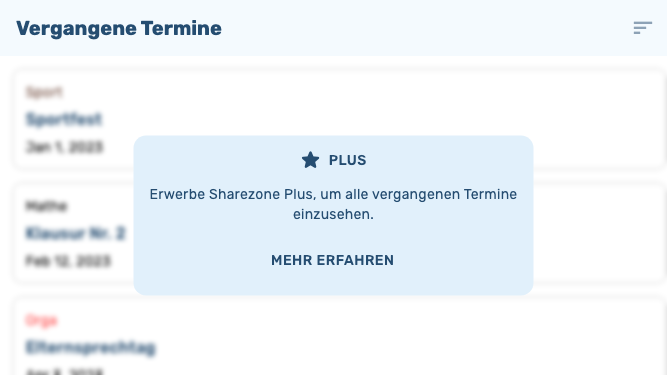 Vergangene Termine
Sport
Sportfest
Jan 1, 2023
PLUS
Erwerbe Sharezone Plus, um alle vergangenen Termine
einzusehen.
MEHR ERFAHREN
Mathe
Klausur Nr. 2
Feb 12, 2023
Orga
Elternsprechtag